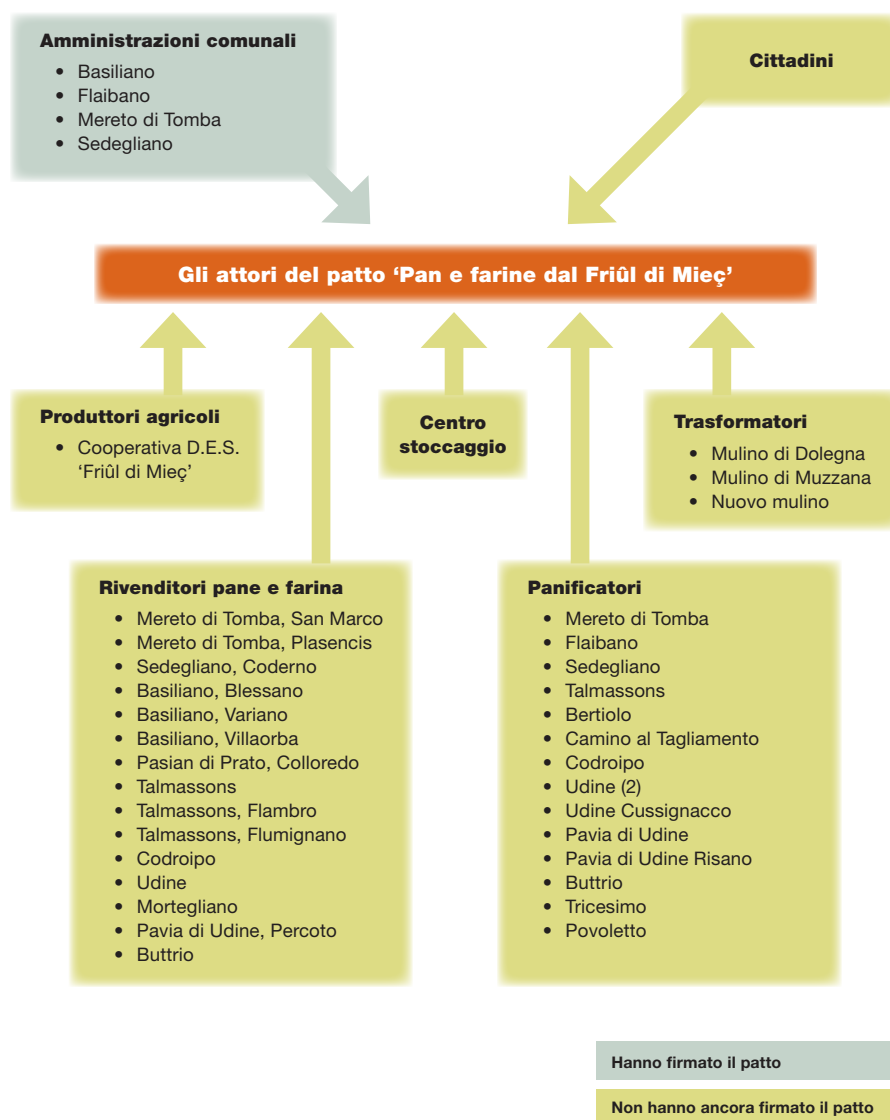 Amministrazioni comunali
• Basiliano
• Flaibano
• Mereto di Tomba
• Sedegliano
Cittadini
Gli attori del patto ‘Pan e farine dal Friûl di Mieç’
Produttori agricoli
• Cooperativa D.E.S.
‘Friûl di Mieç’
Centro
stoccaggio
Trasformatori
• Mulino di Dolegna
• Mulino di Muzzana
• Nuovo mulino
Rivenditori pane e farina
• Mereto di Tomba, San Marco
• Mereto di Tomba, Plasencis
• Sedegliano, Coderno
• Basiliano, Blessano
• Basiliano, Variano
• Basiliano, Villaorba
• Pasian di Prato, Colloredo
• Talmassons
• Talmassons, Flambro
• Talmassons, Flumignano
• Codroipo
• Udine
• Mortegliano
• Pavia di Udine, Percoto
• Buttrio
Panificatori
• Mereto di Tomba
• Flaibano
• Sedegliano
• Talmassons
• Bertiolo
• Camino al Tagliamento
• Codroipo
• Udine (2)
• Udine Cussignacco
• Pavia di Udine
• Pavia di Udine Risano
• Buttrio
• Tricesimo
• Povoletto
Hanno firmato il patto
Non hanno ancora firmato il patto